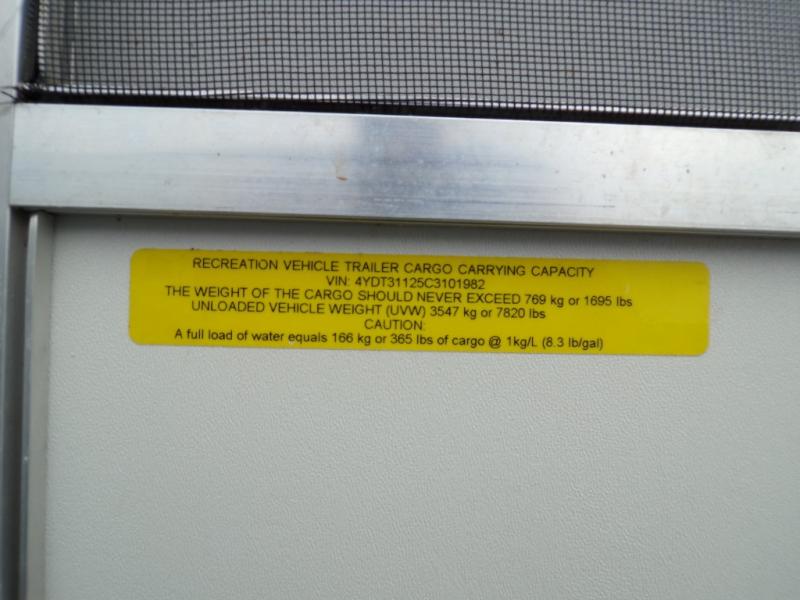 RECREATION VEHICLE TRAILER CARGO CARRYING CAPACITY
VIN: 4YDT31125C3101982
THE WEIGHT OF THE CARGO SHOULD NEVER EXCEED 769 kg or 1695 lbs
UNLOADED VEHICLE WEIGHT (UVW) 3547 kg or 7820 lbs
CAUTION:
A full load of water equals 166 kg or 365 lbs of cargo @ 1kg/L (8.3 lb/gal)